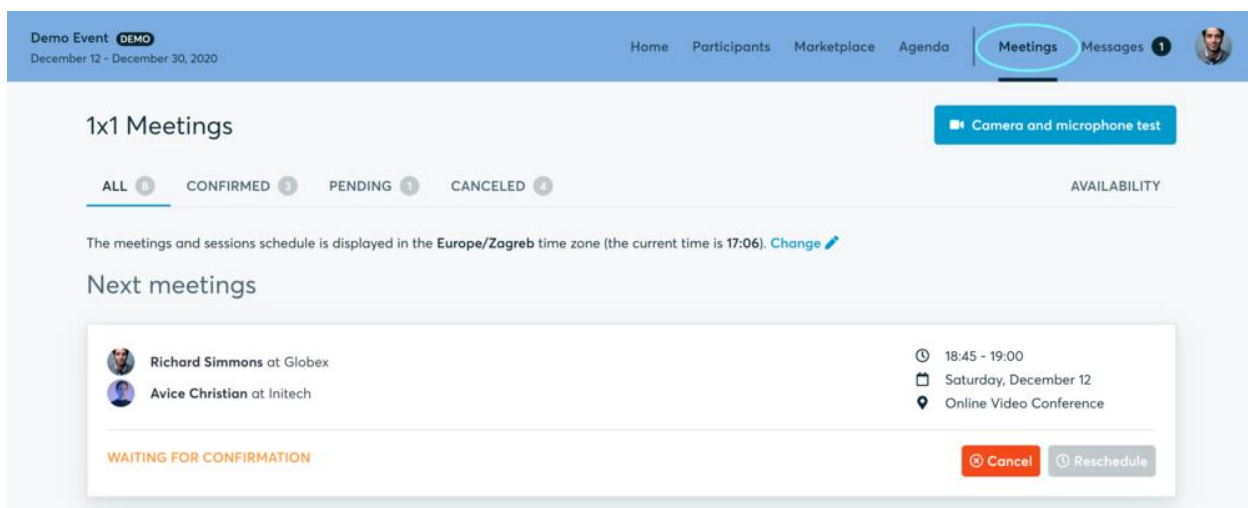 Demo Event DEMO
December 12 - December 30, 2020
Home Participants Marketplace Agenda Meetings Messages 1
1x1 Meetings
Camera and microphone test
ALL 8 CONFIRMED 3 PENDING 1 CANCELED 4
AVAILABILITY
The meetings and sessions schedule is displayed in the Europe/Zagreb time zone (the current time is 17:06). Change
Next meetings
Richard Simmons at Globex
Avice Christian at Initech
18:45 - 19:00
Saturday, December 12
Online Video Conference
WAITING FOR CONFIRMATION
Cancel Reschedule